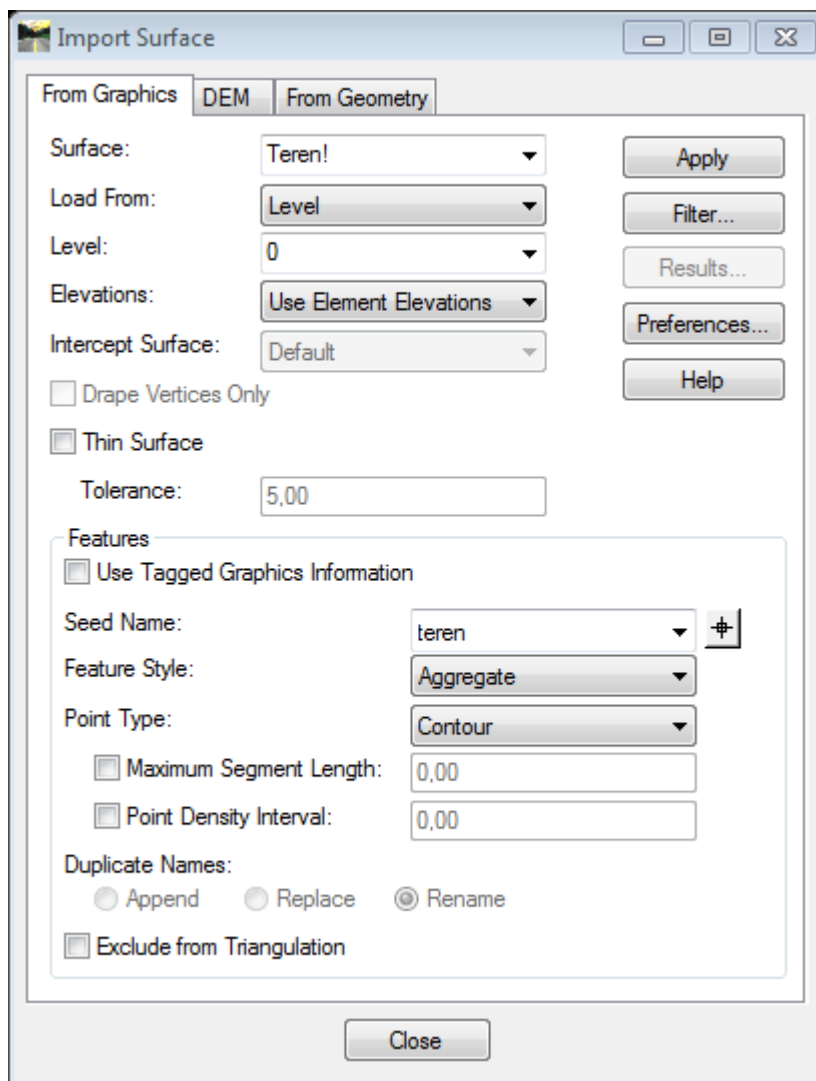 Import Surface
From Graphics DEM From Geometry
Surface: Teren! Apply
Load From: Level Filter...
Level: 0 Results...
Elevations: Use Element Elevations Preferences...
Intercept Surface: Default Help
Drape Vertices Only
Thin Surface
Tolerance: 5,00
Features
Use Tagged Graphics Information
Seed Name: teren
Feature Style: Aggregate
Point Type: Contour
Maximum Segment Length: 0,00
Point Density Interval: 0,00
Duplicate Names:
Append Replace Rename
Exclude from Triangulation
Close